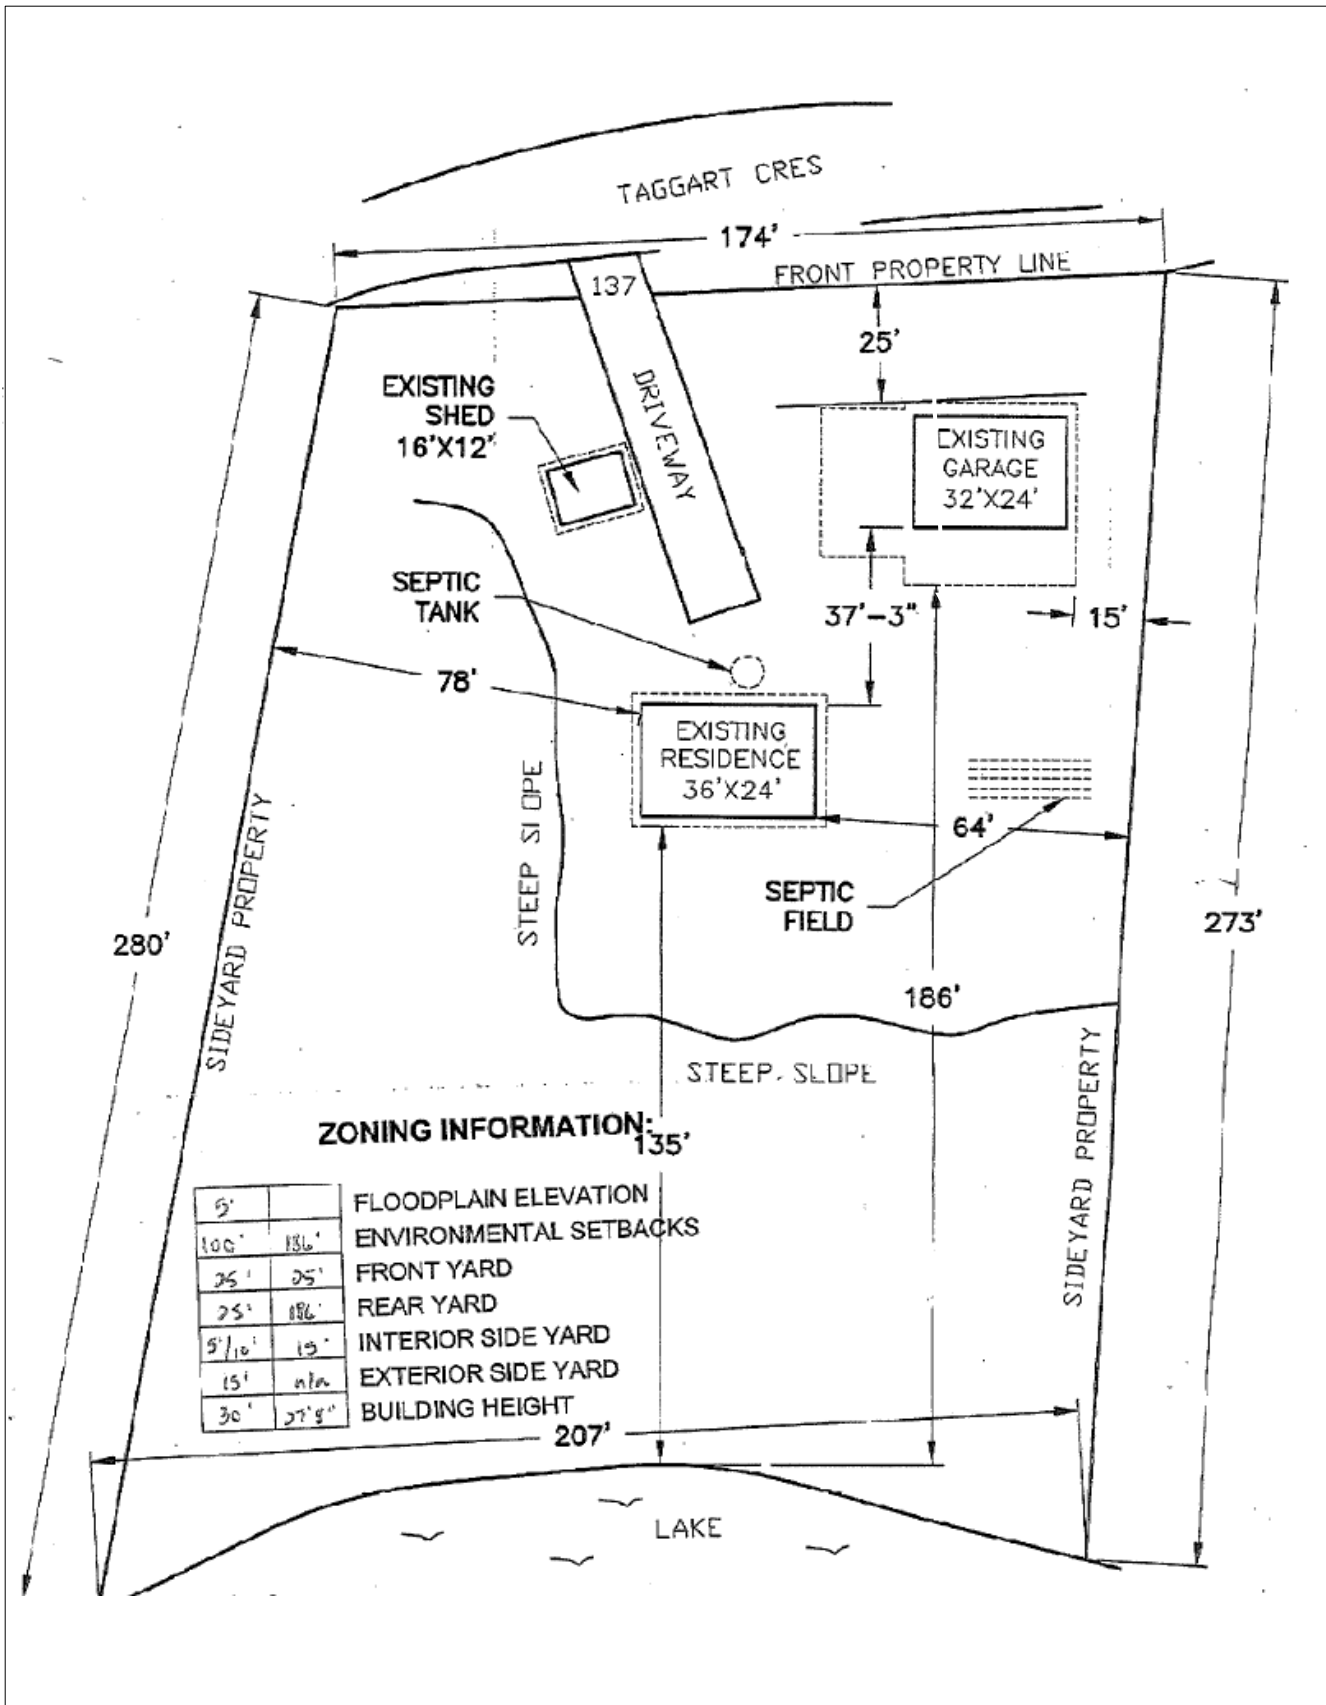 TAGGART CRES
174'
FRONT PROPERTY LINE
137
DRIVEWAY
25'
EXISTING
SHED
16'X12'
EXISTING
GARAGE
32'X24'
SEPTIC
TANK
37'-3"
15'
78'
EXISTING
RESIDENCE
36'X24'
STEEP SLOPE
64'
SEPTIC
FIELD
280'
SIDEYARD PROPERTY
273'
186'
STEEP SLOPE
SIDEYARD PROPERTY
ZONING INFORMATION:
135'
5' FLOODPLAIN ELEVATION
100' 186' ENVIRONMENTAL SETBACKS
25' 25' FRONT YARD
25' 186' REAR YARD
5'/10' 15' INTERIOR SIDE YARD
15' n/a EXTERIOR SIDE YARD
30' 27'8" BUILDING HEIGHT
207'
LAKE